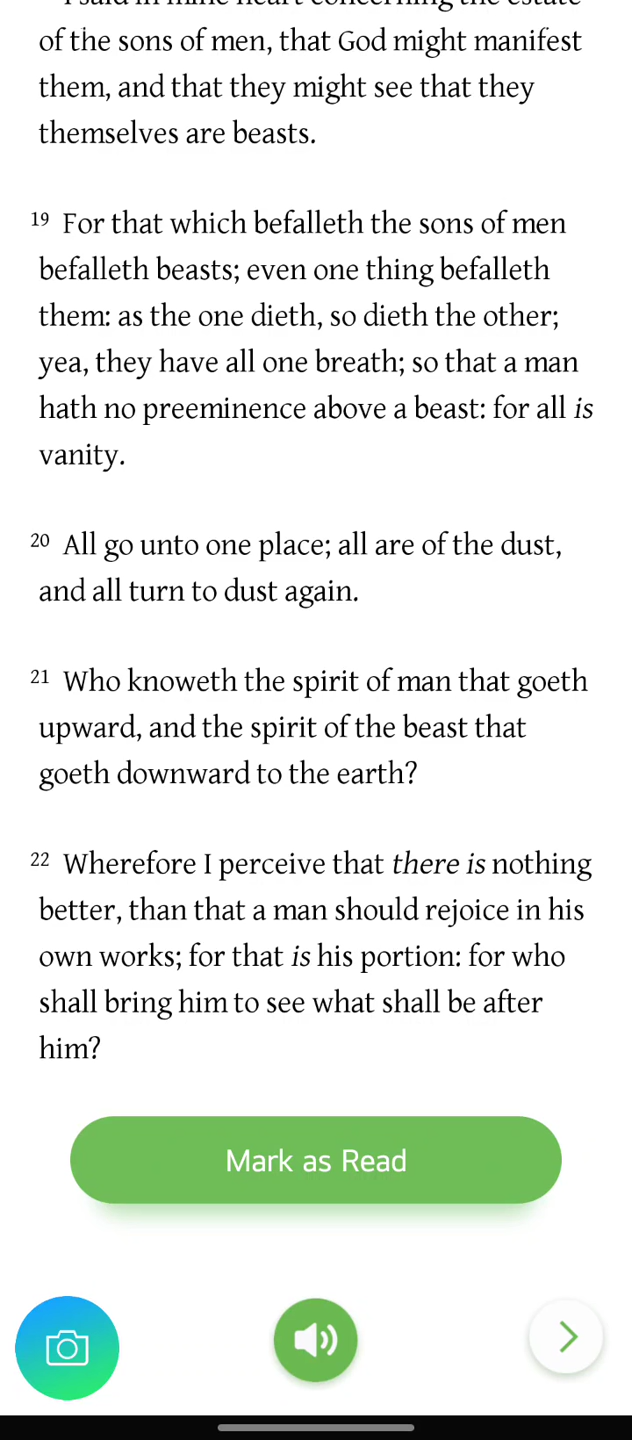 I said in mine heart concerning the estate
of the sons of men, that God might manifest
them, and that they might see that they
themselves are beasts.
19 For that which befalleth the sons of men
befalleth beasts; even one thing befalleth
them: as the one dieth, so dieth the other;
yea, they have all one breath; so that a man
hath no preeminence above a beast: for all is
vanity.
20 All go unto one place; all are of the dust,
and all turn to dust again.
21 Who knoweth the spirit of man that goeth
upward, and the spirit of the beast that
goeth downward to the earth?
22 Wherefore I perceive that there is nothing
better, than that a man should rejoice in his
own works; for that is his portion: for who
shall bring him to see what shall be after
him?
Mark as Read